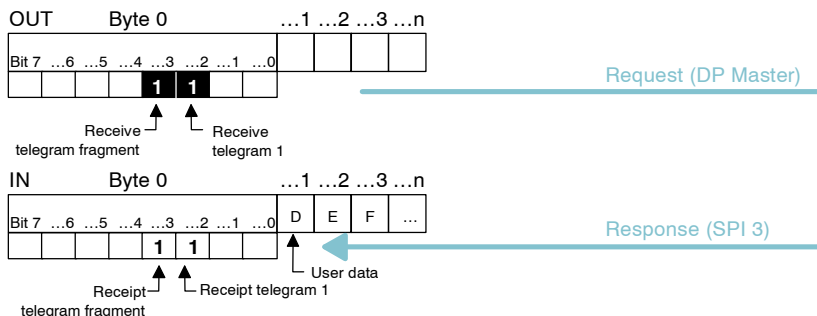 OUT Byte 0 …1 …2 …3 …n
Bit 7 …6 …5 …4 …3 …2 …1 …0
Request (DP Master)
1 1
Receive telegram fragment
Receive telegram 1
IN Byte 0 …1 …2 …3 …n
D E F …
Bit 7 …6 …5 …4 …3 …2 …1 …0
Response (SPI 3)
1 1
User data
Receipt telegram fragment
Receipt telegram 1